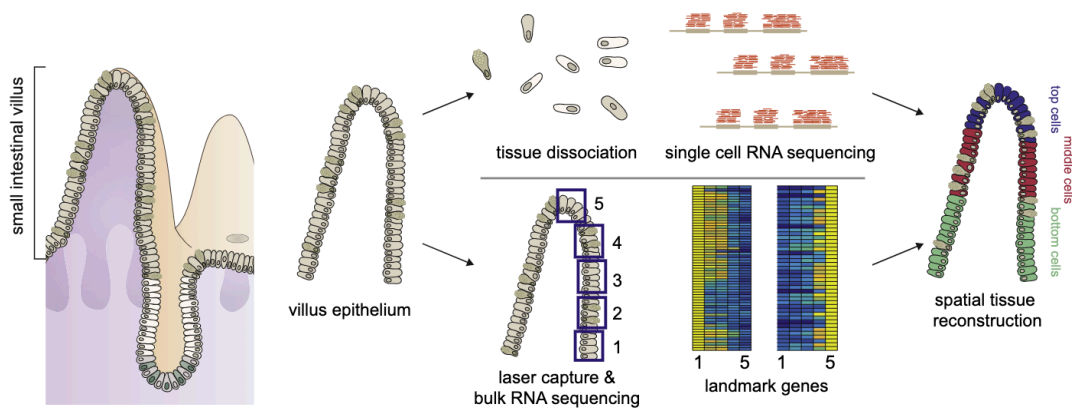 small intestinal villus
villus epithelium
tissue dissociation
single cell RNA sequencing
5
4
3
2
1
laser capture &
bulk RNA sequencing
1 5
1 5
landmark genes
top cells
middle cells
bottom cells
spatial tissue
reconstruction